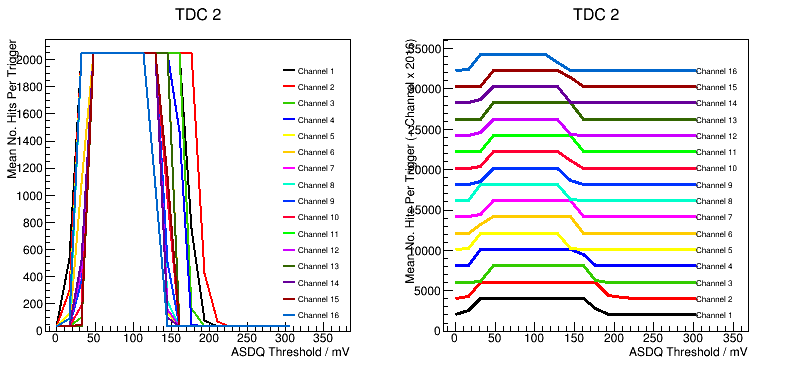 TDC 2
Mean No. Hits Per Trigger
2000
1800
1600
1400
1200
1000
800
600
400
200
0
0 50 100 150 200 250 300 350
ASDQ Threshold / mV
Channel 1
Channel 2
Channel 3
Channel 4
Channel 5
Channel 6
Channel 7
Channel 8
Channel 9
Channel 10
Channel 11
Channel 12
Channel 13
Channel 14
Channel 15
Channel 16
TDC 2
Mean No. Hits Per Trigger (+ Channel x 2016)
35000
30000
25000
20000
15000
10000
5000
0
0 50 100 150 200 250 300 350
ASDQ Threshold / mV
Channel 16
Channel 15
Channel 14
Channel 13
Channel 12
Channel 11
Channel 10
Channel 9
Channel 8
Channel 7
Channel 6
Channel 5
Channel 4
Channel 3
Channel 2
Channel 1